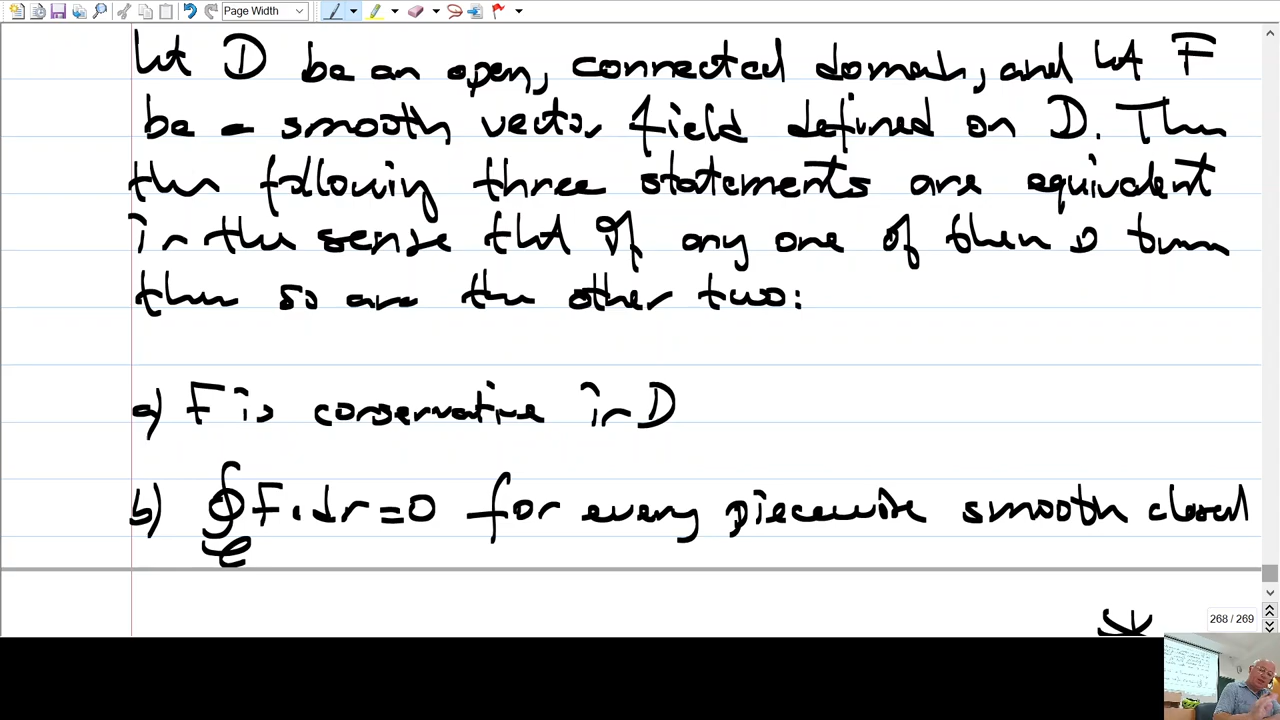 Page Width
Let D be an open, connected domain, and let F
be a smooth vector field defined on D. Then
the following three statements are equivalent
in the sense that if any one of them is true
then so are the other two:
a) F is conservative in D
b) ∮F.dr=0 for every piecewise smooth closed
C
268 / 269